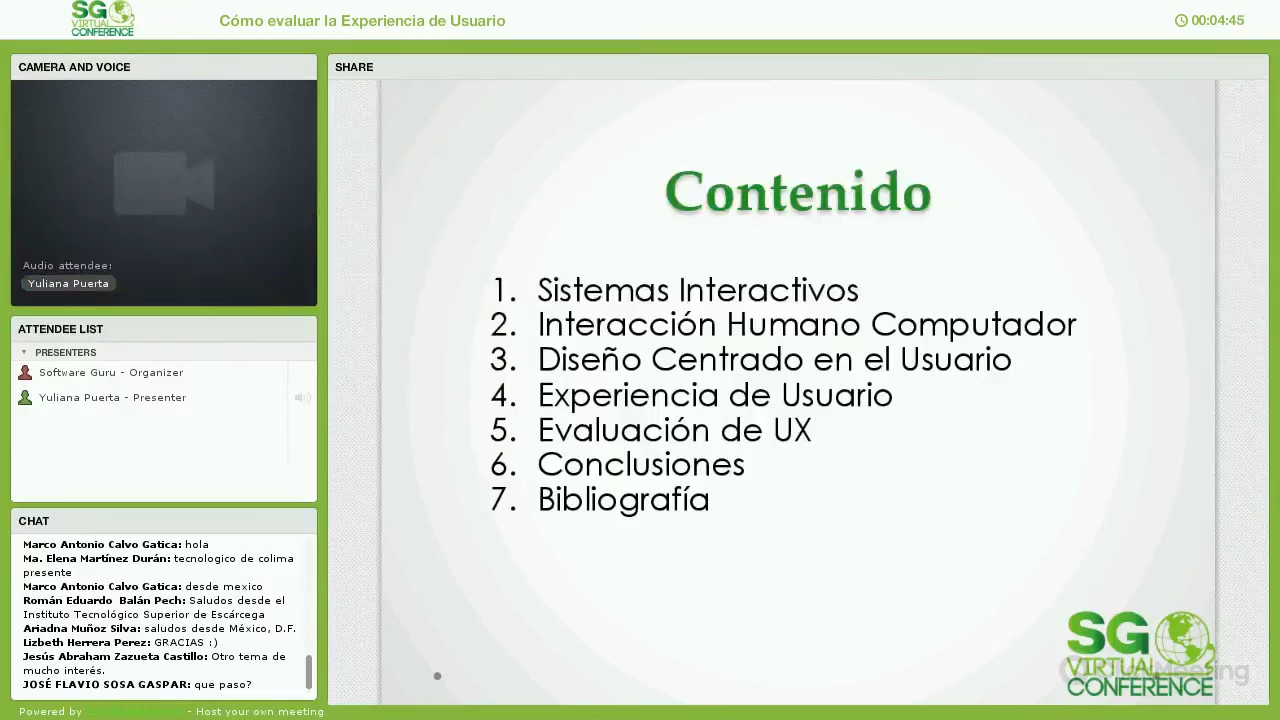 SG
VIRTUAL
CONFERENCE
Cómo evaluar la Experiencia de Usuario
00:04:45
CAMERA AND VOICE
Audio attendee:
Yuliana Puerta
ATTENDEE LIST
PRESENTERS
Software Guru - Organizer
Yuliana Puerta - Presenter
CHAT
Marco Antonio Calvo Gatica: hola
Ma. Elena Martínez Durán: tecnologico de colima
presente
Marco Antonio Calvo Gatica: desde mexico
Román Eduardo Balán Pech: Saludos desde el
Instituto Tecnológico Superior de Escárcega
Ariadna Muñoz Silva: saludos desde México, D.F.
Lizbeth Herrera Perez: GRACIAS :)
Jesús Abraham Zazueta Castillo: Otro tema de
mucho interés.
JOSÉ FLAVIO SOSA GASPAR: que paso?
Powered by
- Host your own meeting
SHARE
Contenido
1. Sistemas Interactivos
2. Interacción Humano Computador
3. Diseño Centrado en el Usuario
4. Experiencia de Usuario
5. Evaluación de UX
6. Conclusiones
7. Bibliografía
SG
VIRTUAL
CONFERENCE